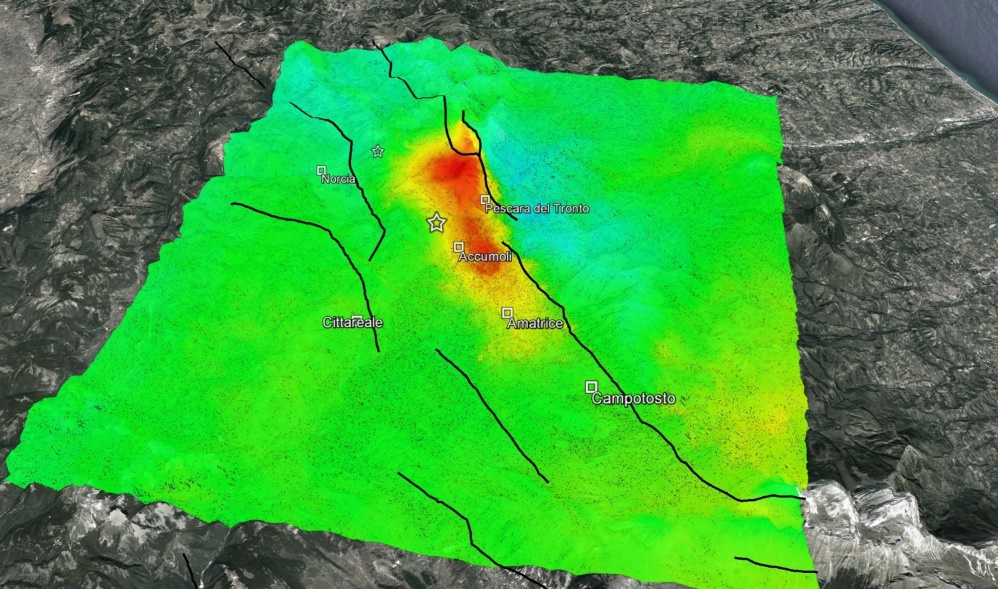 Norcia
Pescara del Tronto
Accumoli
Cittareale
Amatrice
Campotosto